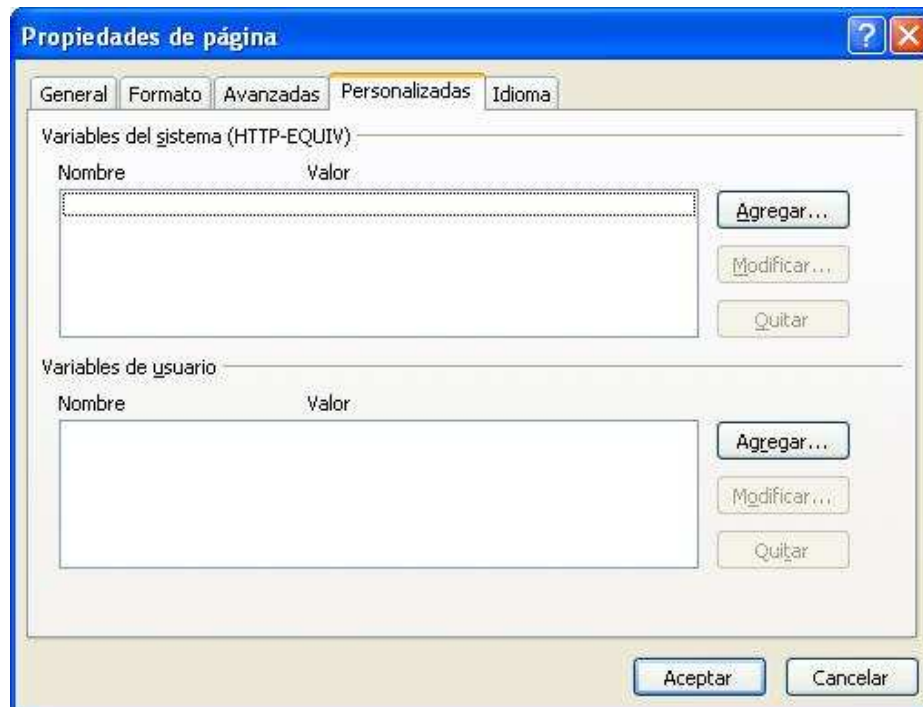 Propiedades de página
General Formato Avanzadas Personalizadas Idioma
Variables del sistema (HTTP-EQUIV)
Nombre Valor
Agregar...
Modificar...
Quitar
Variables de usuario
Nombre Valor
Agregar...
Modificar...
Quitar
Aceptar Cancelar